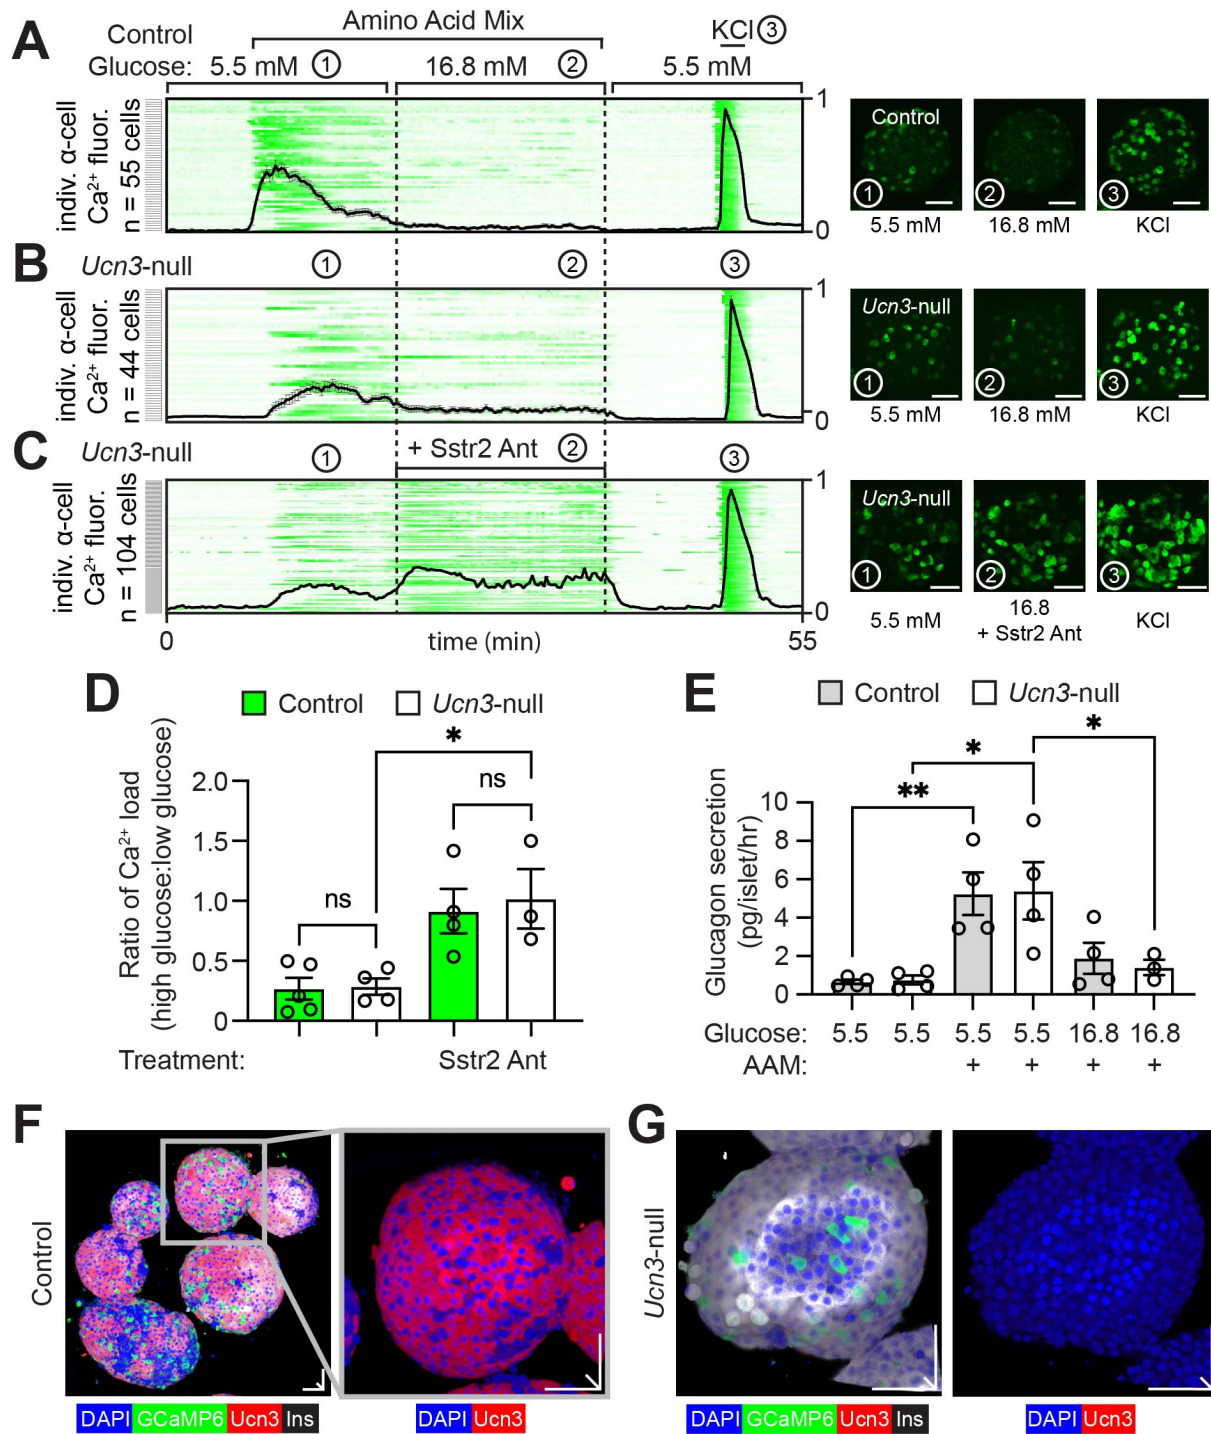 A
Control
Amino Acid Mix
KCl ③
Glucose: 5.5 mM ① 16.8 mM ② 5.5 mM
indiv. α-cell
Ca²⁺ fluor.
n = 55 cells
1
0
Control
① ② ③
5.5 mM 16.8 mM KCl
B
Ucn3-null ① ② ③
indiv. α-cell
Ca²⁺ fluor.
n = 44 cells
1
0
Ucn3-null
① ② ③
5.5 mM 16.8 mM KCl
C
Ucn3-null ① + Sstr2 Ant ② ③
indiv. α-cell
Ca²⁺ fluor.
n = 104 cells
1
0
0 time (min) 55
Ucn3-null
① ② ③
5.5 mM 16.8 KCl
+ Sstr2 Ant
D
Control Ucn3-null
Ratio of Ca²⁺ load
(high glucose:low glucose)
2.0
1.5
1.0
0.5
0
ns
*
ns
Treatment: Sstr2 Ant
E
Control Ucn3-null
Glucagon secretion
(pg/islet/hr)
10
8
6
4
2
0
**
*
*
Glucose: 5.5 5.5 5.5 5.5 16.8 16.8
AAM: + + + +
F
Control
DAPI GCaMP6 Ucn3 Ins
DAPI Ucn3
G
Ucn3-null
DAPI GCaMP6 Ucn3 Ins
DAPI Ucn3